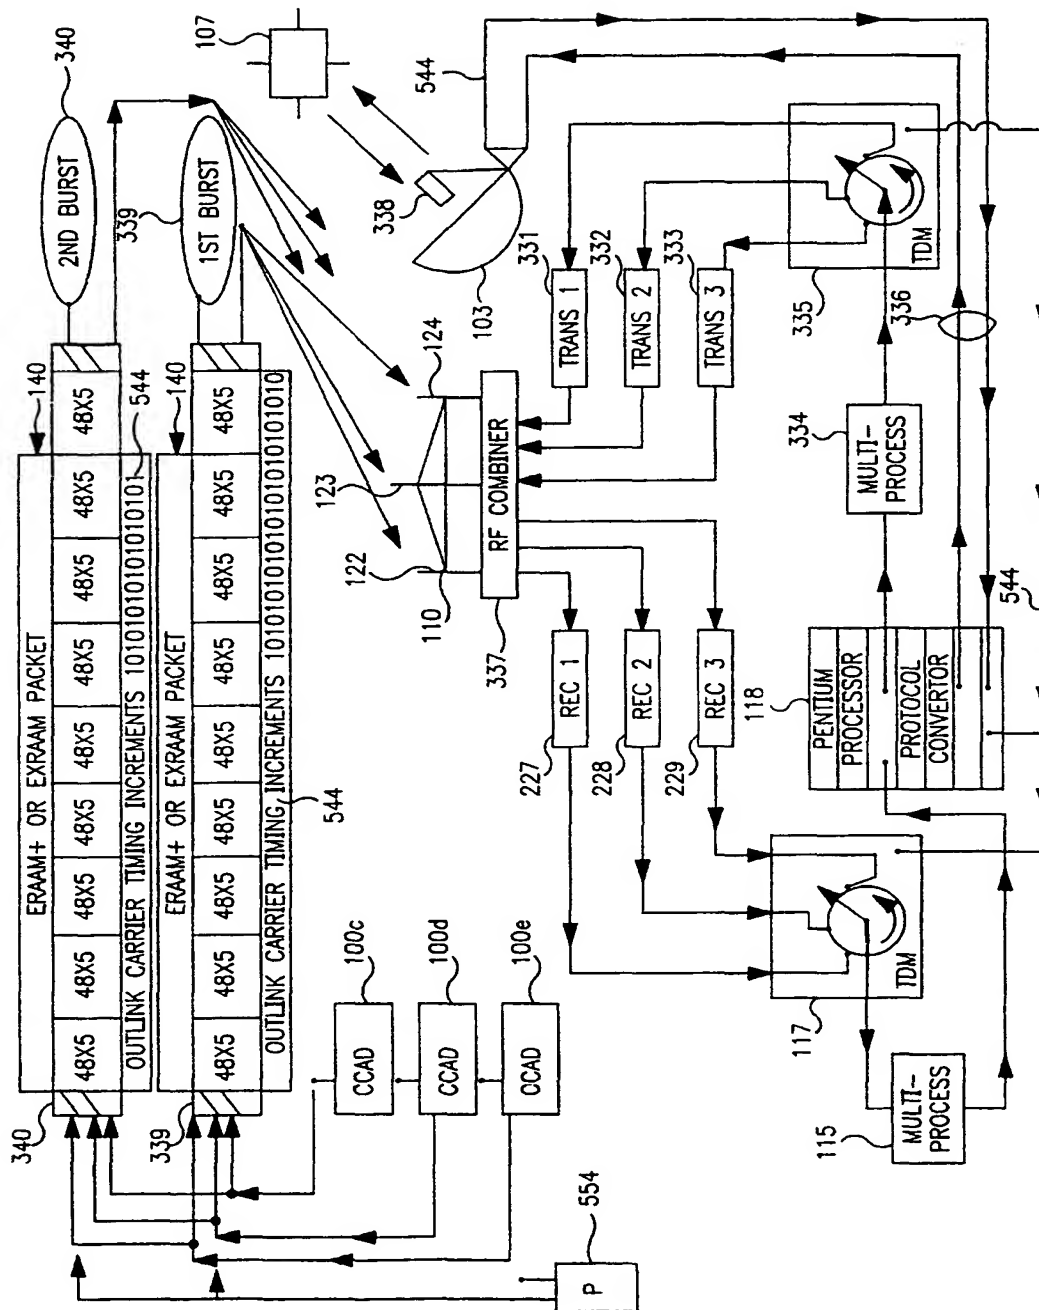 ERAAM+ OR EXRAAM PACKET
140
340
340
48X5 48X5 48X5 48X5 48X5 48X5 48X5 48X5 48X5
2ND BURST
OUTLINK CARRIER TIMING INCREMENTS 1010101010101010101
544
ERAAM+ OR EXRAAM PACKET
140
339
339
48X5 48X5 48X5 48X5 48X5 48X5 48X5 48X5 48X5
1ST BURST
107
OUTLINK CARRIER TIMING, INCREMENTS 1010101010101010101010101010
544
100c
CCAD
100d
CCAD
100e
CCAD
338
122
123
124
110
544
103
337
RF COMBINER
554
P
227
REC 1
331
TRANS 1
228
REC 2
332
TRANS 2
229
REC 3
333
TRANS 3
117
TDM
118
PENTIUM
PROCESSOR
PROTOCOL
CONVERTOR
334
MULTI-
PROCESS
335
TDM
336
115
MULTI-
PROCESS
544